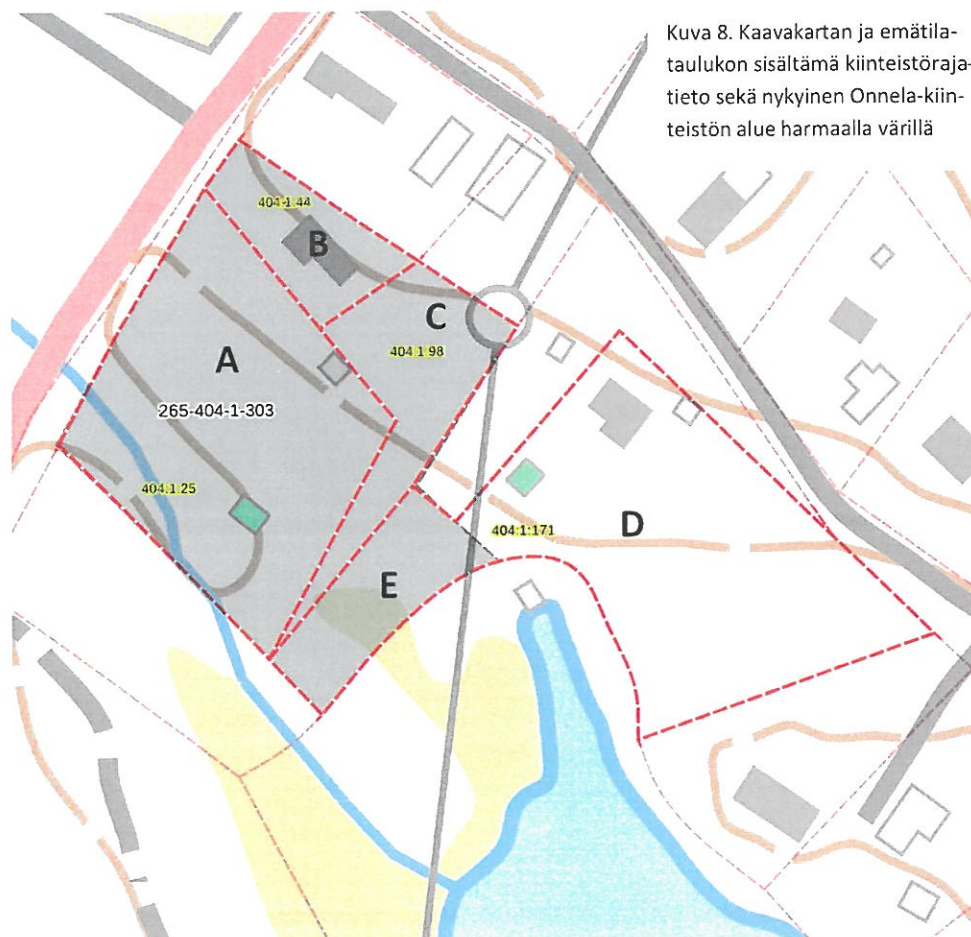 Kuva 8. Kaavakartan ja emätila-
taulukon sisältämä kiinteistöraja-
tieto sekä nykyinen Onnela-kiin-
teistön alue harmaalla värillä
404-1:44
B
C
404:1:98
A
265-404-1-303
404:1:25
404:1:171
D
E